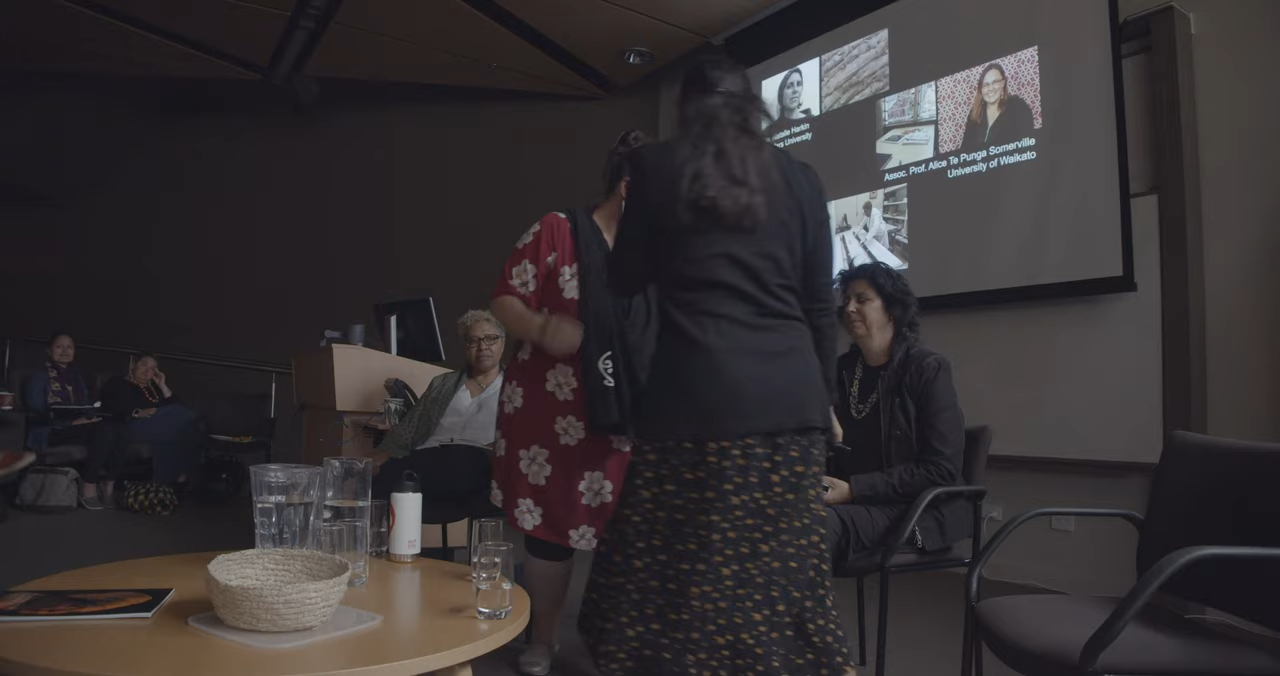 Natalie Harkin
University
Assoc. Prof. Alice Te Punga Somerville
University of Waikato